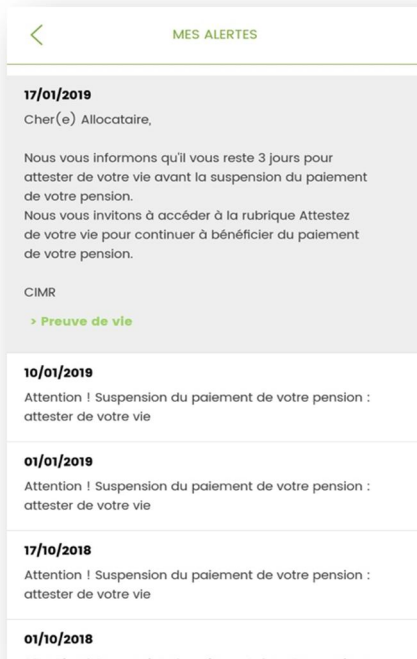 MES ALERTES
17/01/2019
Cher(e) Allocataire,
Nous vous informons qu'il vous reste 3 jours pour
attester de votre vie avant la suspension du paiement
de votre pension.
Nous vous invitons à accéder à la rubrique Attestez
de votre vie pour continuer à bénéficier du paiement
de votre pension.
CIMR
> Preuve de vie
10/01/2019
Attention ! Suspension du paiement de votre pension :
attester de votre vie
01/01/2019
Attention ! Suspension du paiement de votre pension :
attester de votre vie
17/10/2018
Attention ! Suspension du paiement de votre pension :
attester de votre vie
01/10/2018